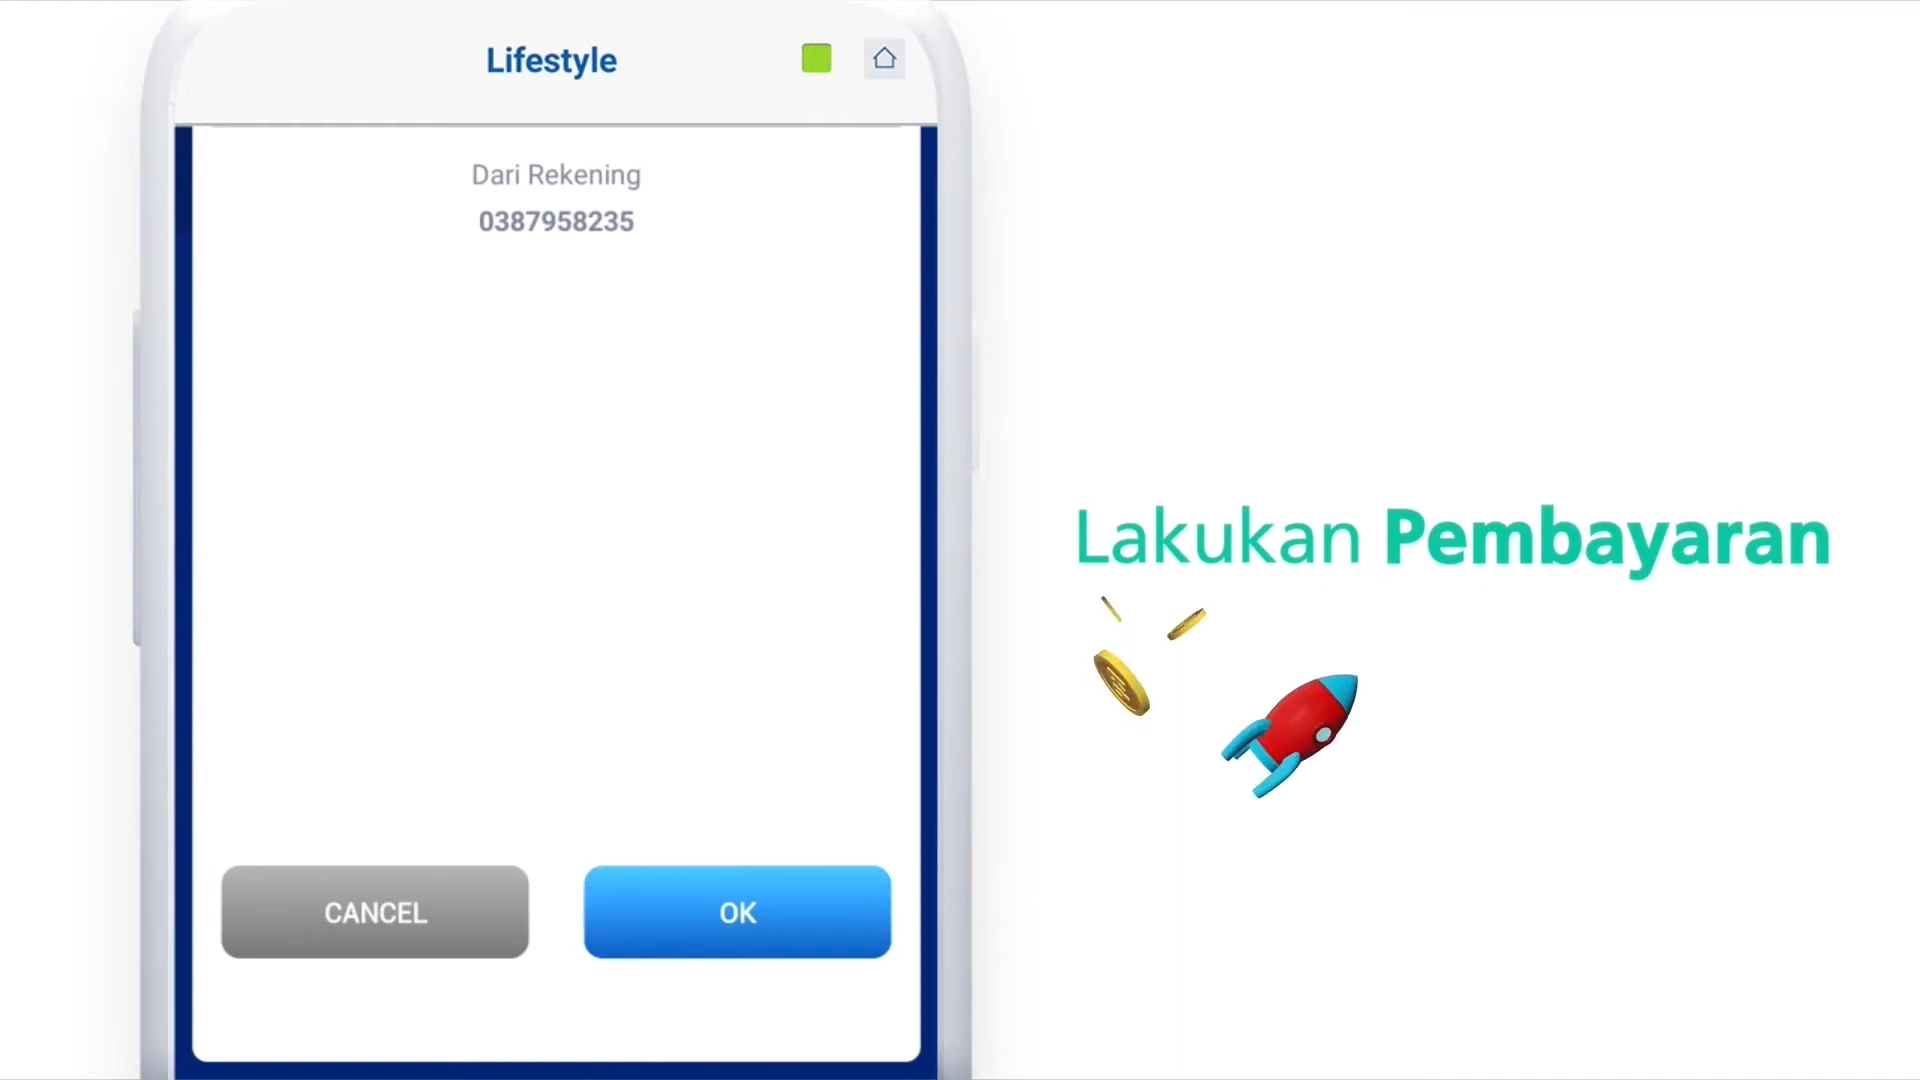 Lifestyle
Dari Rekening
0387958235
CANCEL
OK
Lakukan Pembayaran